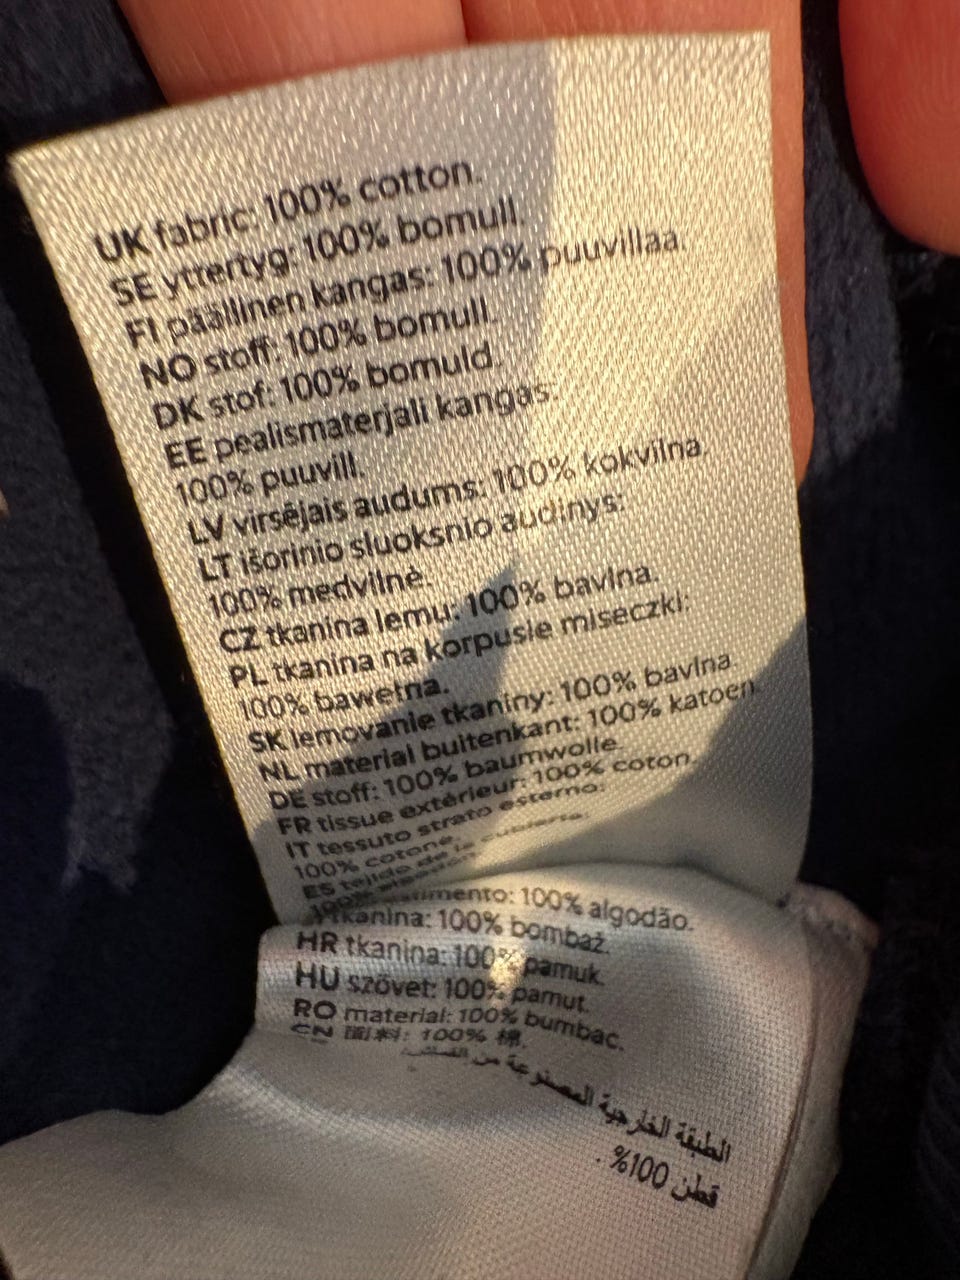 UK fabric: 100% cotton.
SE yttertyg: 100% bomull.
FI päällinen kangas: 100% puuvillaa.
NO stoff: 100% bomull.
DK stof: 100% bomuld.
EE pealismaterjali kangas:
100% puuvill.
LV virsējais audums: 100% kokvilna.
LT išorinio sluoksnio audinys:
100% medvilnė.
CZ tkanina lemu: 100% bavlna.
PL tkanina na korpusie miseczki:
100% bawełna.
SK lemovanie tkaniny: 100% bavlna.
NL material buitenkant: 100% katoen.
DE stoff: 100% baumwolle.
FR tissue extérieur: 100% coton.
IT tessuto strato esterno:
100% cotone.
ES tejido de la cubierta:
100%
100% algodão.
tkanina: 100% bombaž.
HR tkanina: 100% pamuk.
HU szövet: 100% pamut.
RO material: 100% bumbac.
CN 面料: 100% 棉.
الطبقة الخارجية المصنوعة من
قطن 100%.